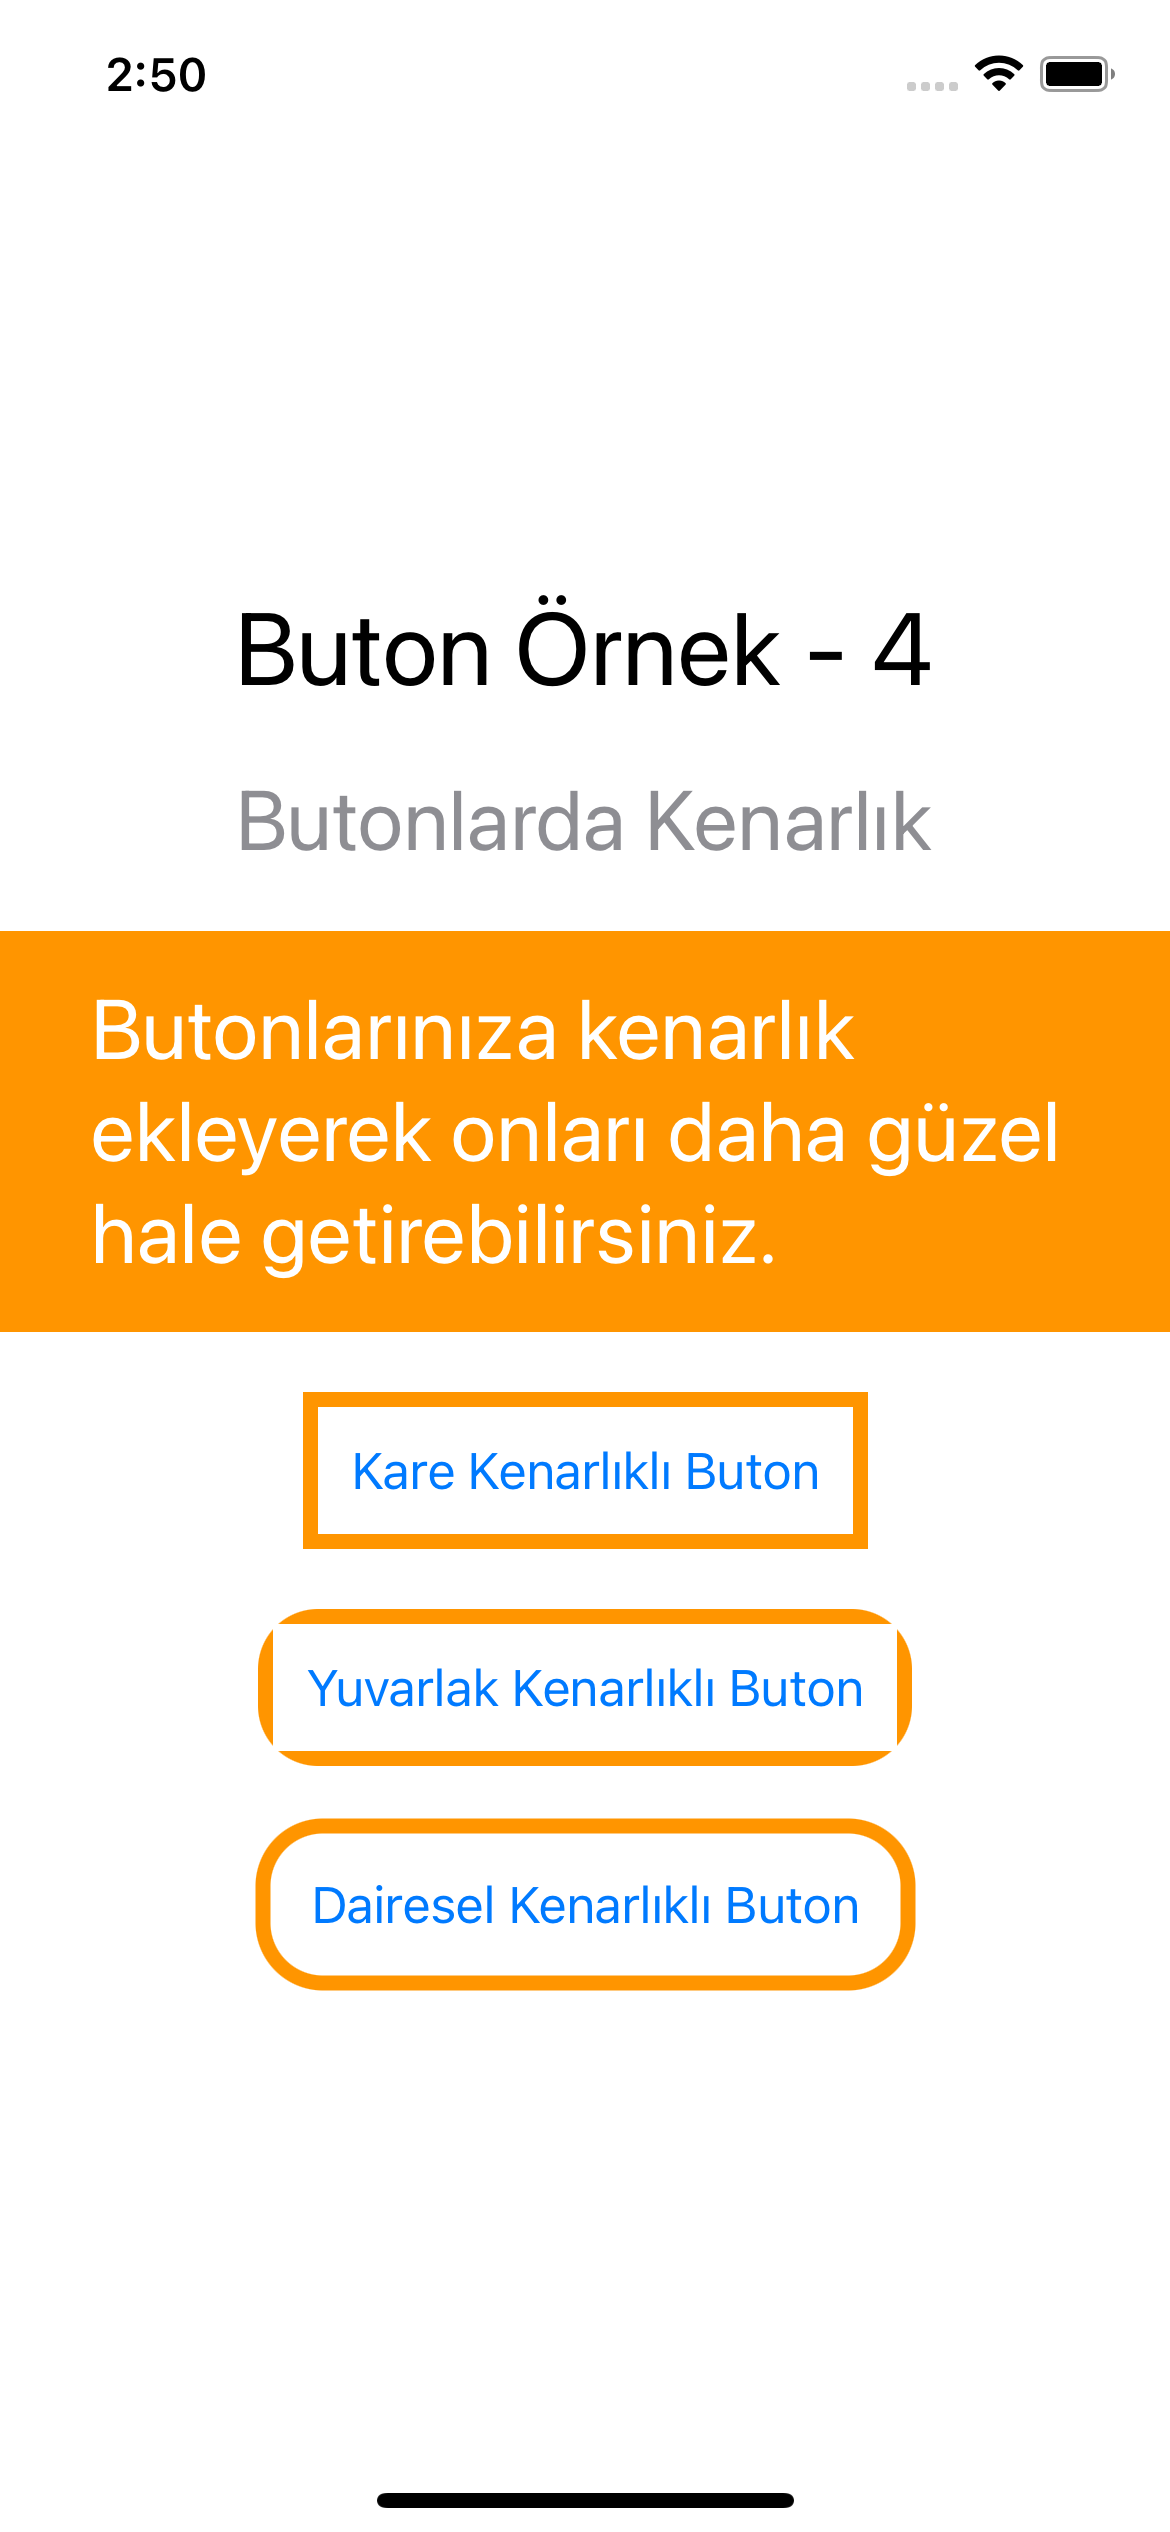 2:50
Buton Örnek - 4
Butonlarda Kenarlık
Butonlarınıza kenarlık
ekleyerek onları daha güzel
hale getirebilirsiniz.
Kare Kenarlıklı Buton
Yuvarlak Kenarlıklı Buton
Dairesel Kenarlıklı Buton